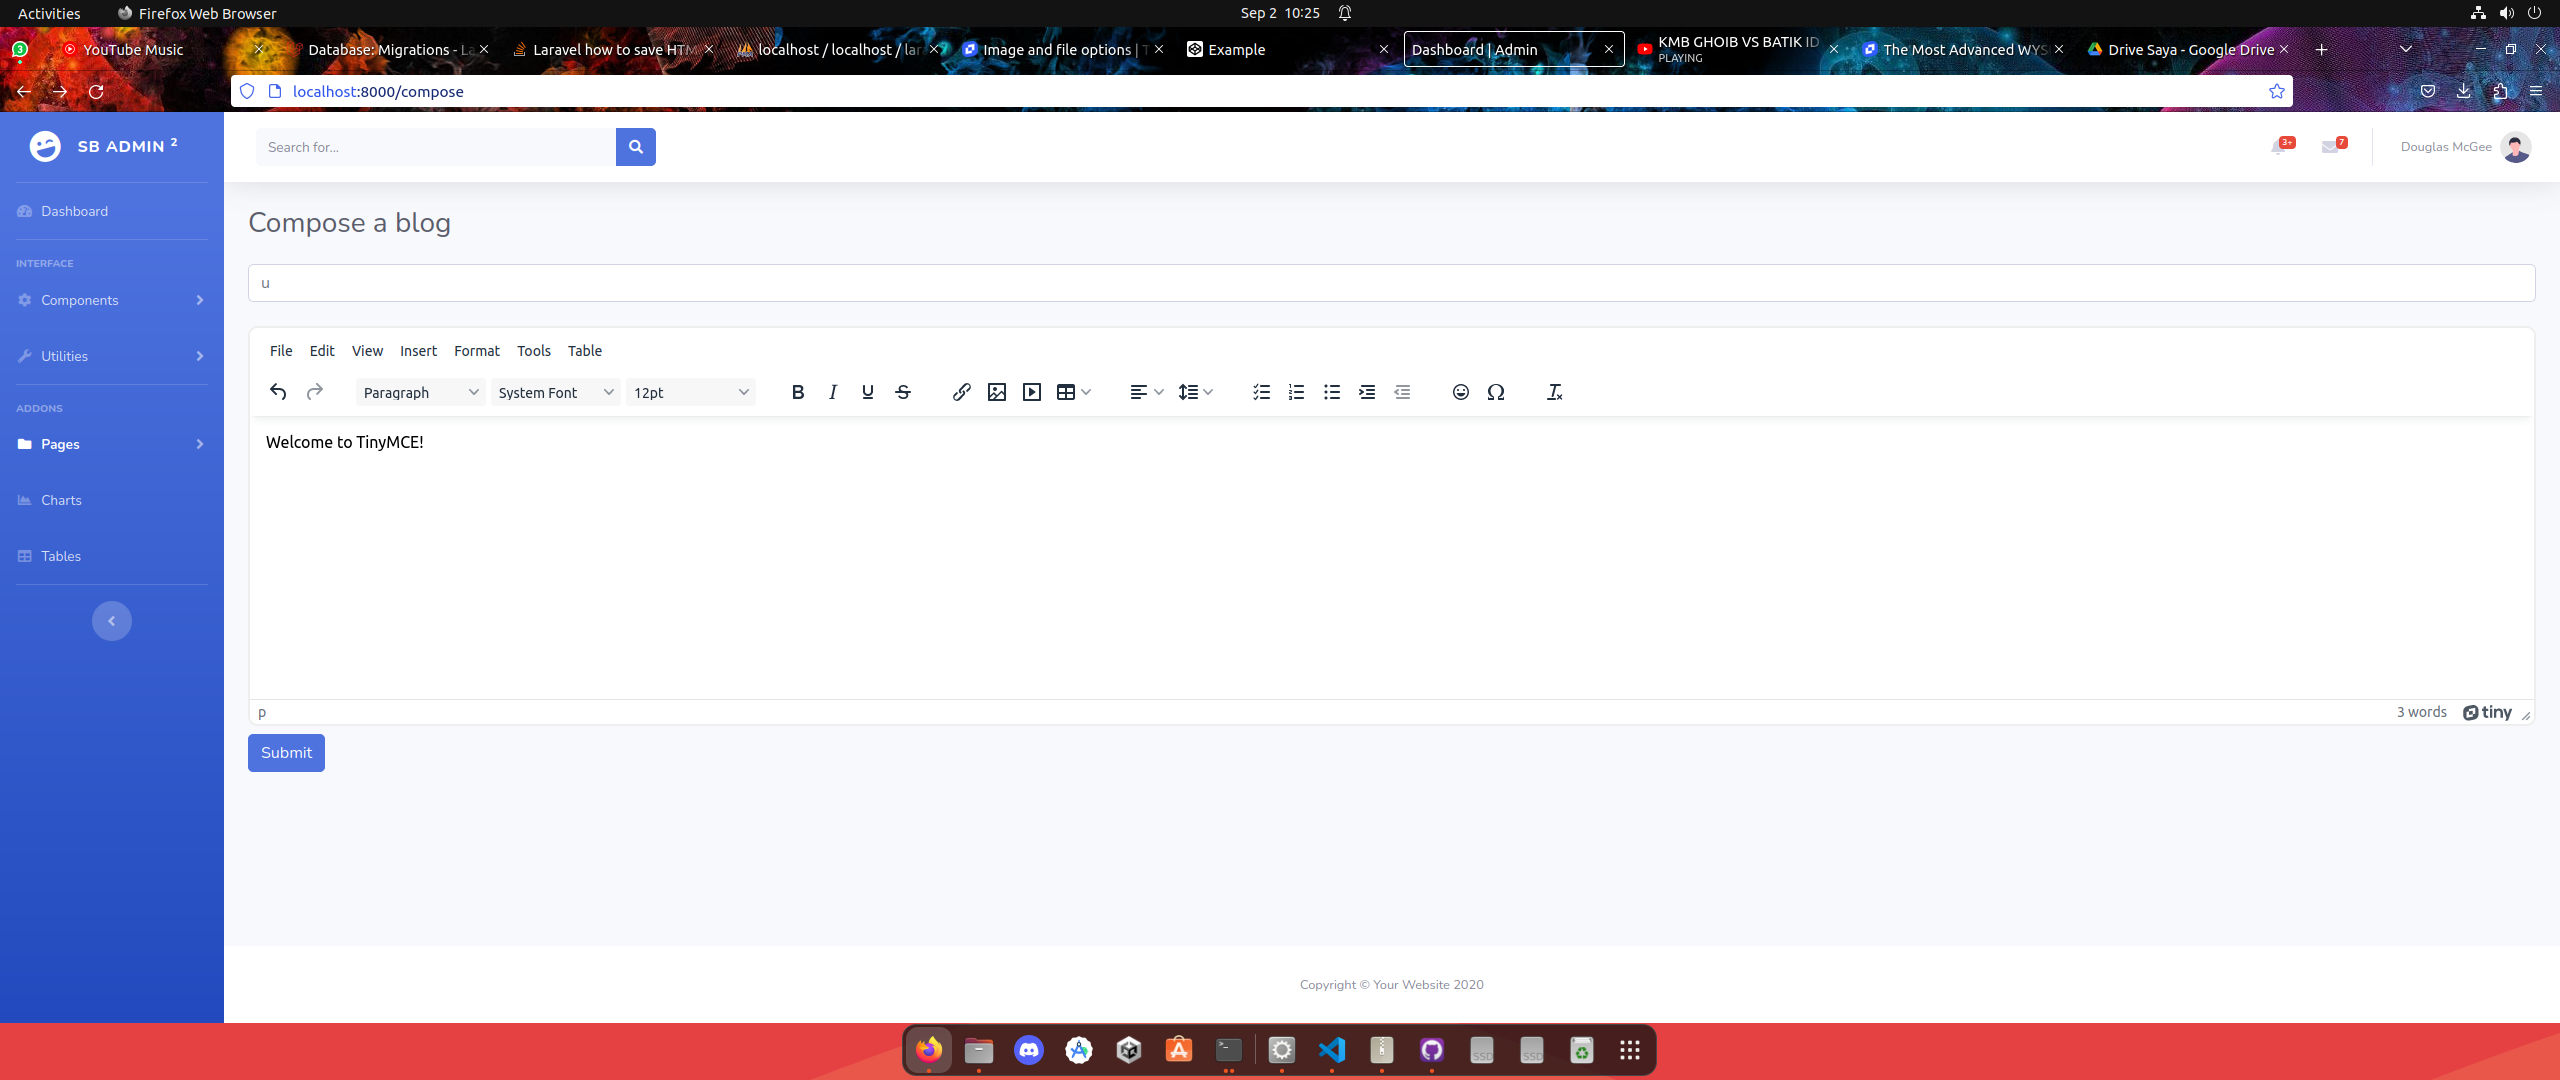 Activities Firefox Web Browser Sep 2 10:25
3 YouTube Music Database: Migrations - La Laravel how to save HTM localhost / localhost / lar Image and file options | T Example Dashboard | Admin KMB GHOIB VS BATIK ID The Most Advanced WYS Drive Saya - Google Drive
PLAYING
localhost:8000/compose
SB ADMIN 2
Search for...
3+ 7 Douglas McGee
Dashboard
INTERFACE
Components
Utilities
ADDONS
Pages
Charts
Tables
Compose a blog
u
File Edit View Insert Format Tools Table
Paragraph System Font 12pt
Welcome to TinyMCE!
p 3 words tiny
Submit
Copyright © Your Website 2020
SSD SSD